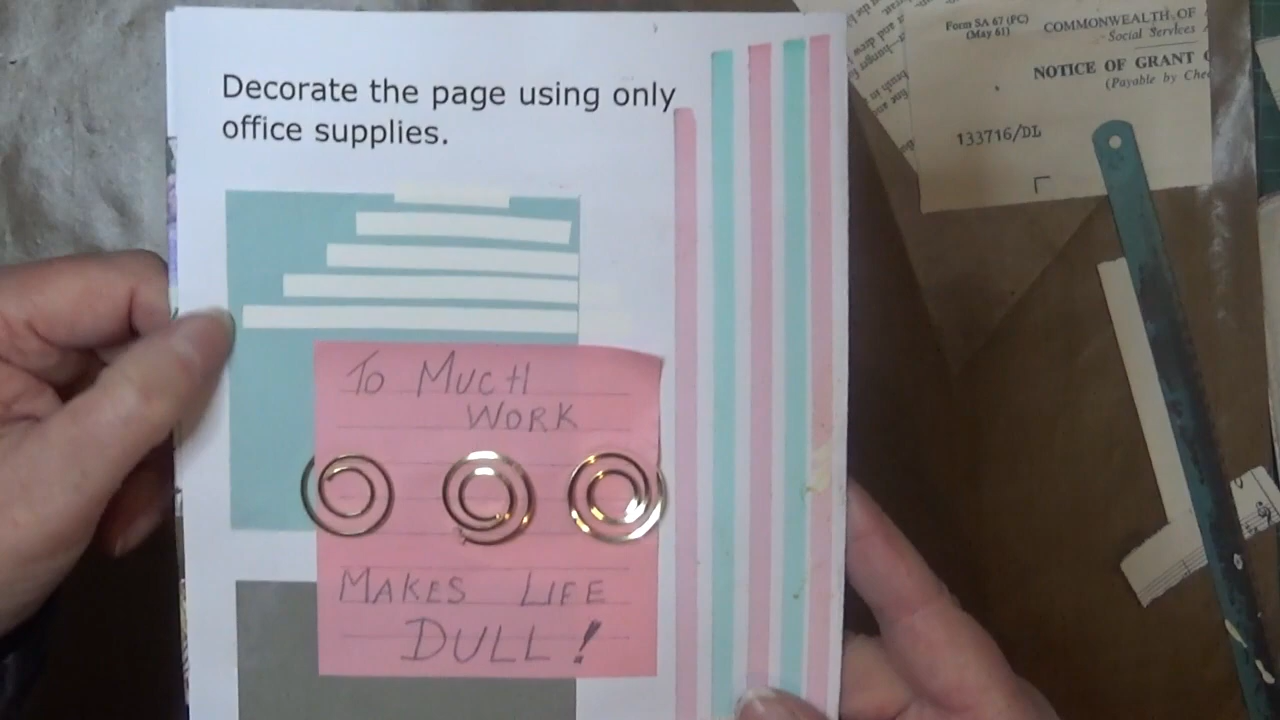 Decorate the page using only
office supplies.
To MUCH
WORK
MAKES LIFE
DULL!
Form SA 67 (PC)
(May 61)
COMMONWEALTH OF
Social Services
NOTICE OF GRANT
(Payable by
133716/DL